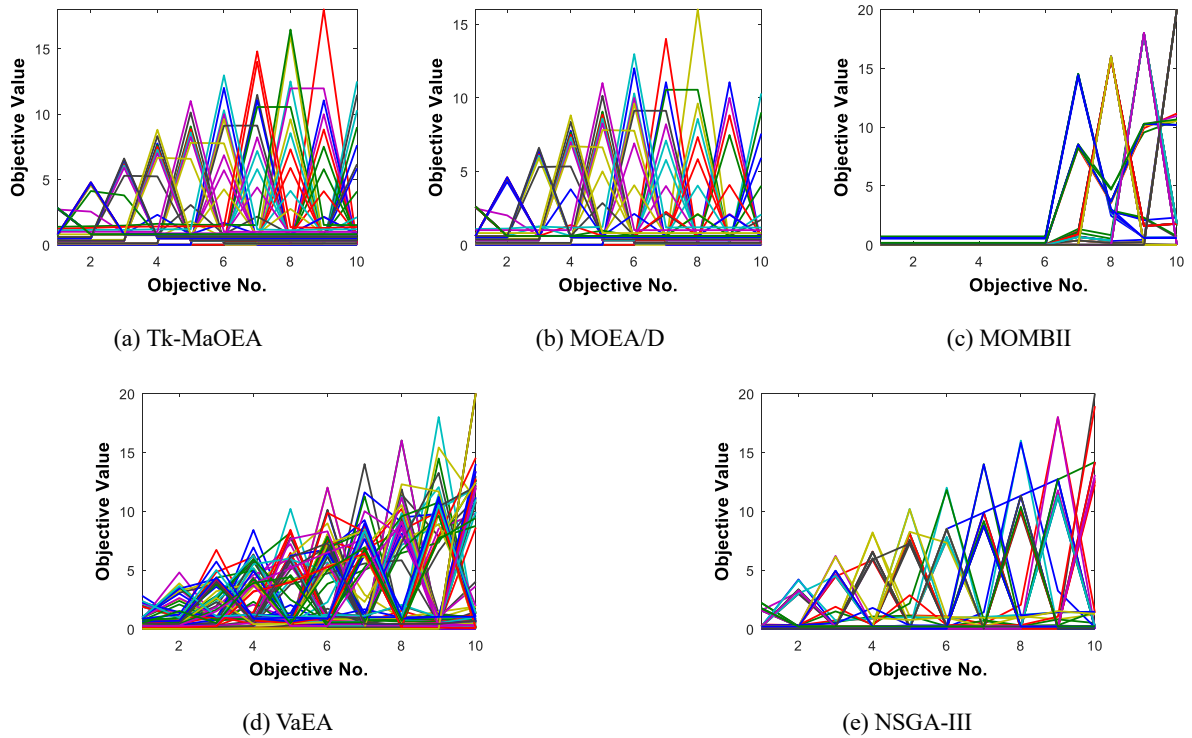 15
10
5
0
2 4 6 8 10
Objective Value
Objective No.
(a) Tk-MaOEA
15
10
5
0
2 4 6 8 10
Objective Value
Objective No.
(b) MOEA/D
20
15
10
5
0
2 4 6 8 10
Objective Value
Objective No.
(c) MOMBII
20
15
10
5
0
2 4 6 8 10
Objective Value
Objective No.
(d) VaEA
20
15
10
5
0
2 4 6 8 10
Objective Value
Objective No.
(e) NSGA-III